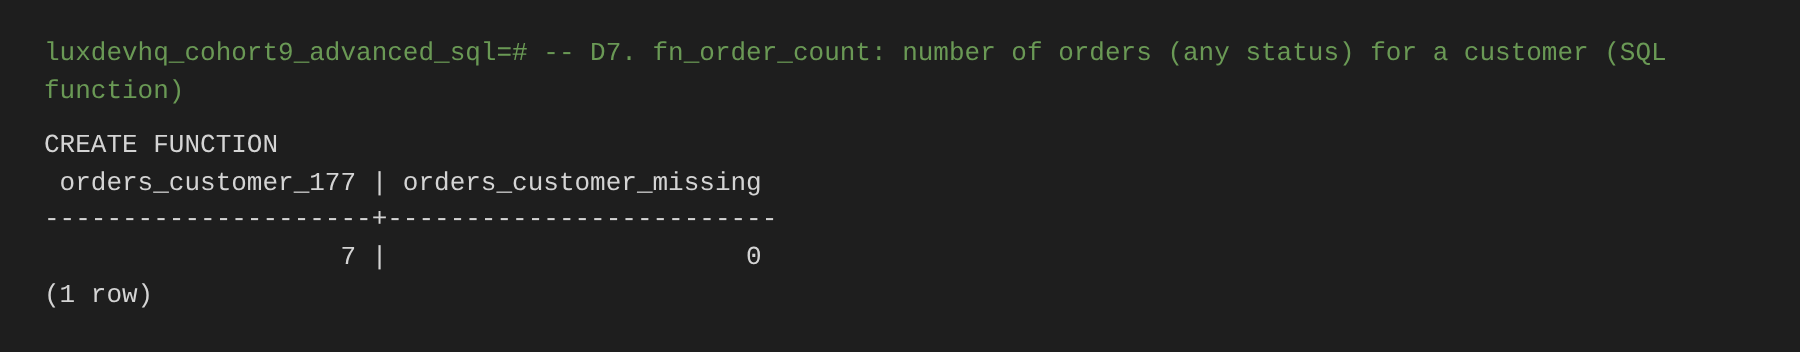 luxdevhq_cohort9_advanced_sql=# -- D7. fn_order_count: number of orders (any status) for a customer (SQL
function)
CREATE FUNCTION
 orders_customer_177 | orders_customer_missing
---------------------+-------------------------
                   7 |                       0
(1 row)